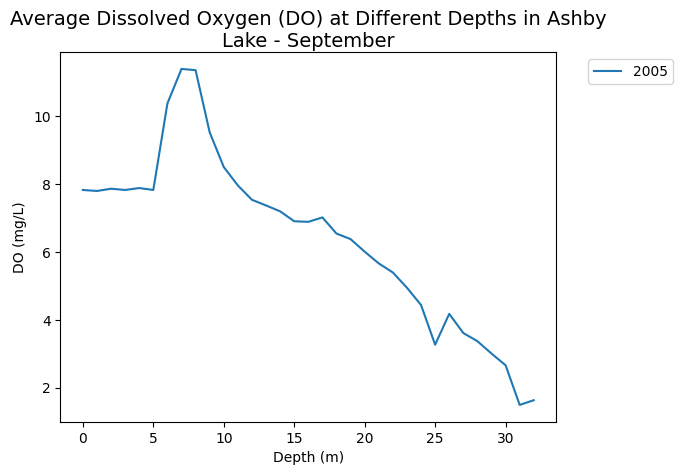 Average Dissolved Oxygen (DO) at Different Depths in Ashby
Lake - September
2005
DO (mg/L)
10
8
6
4
2
0 5 10 15 20 25 30
Depth (m)